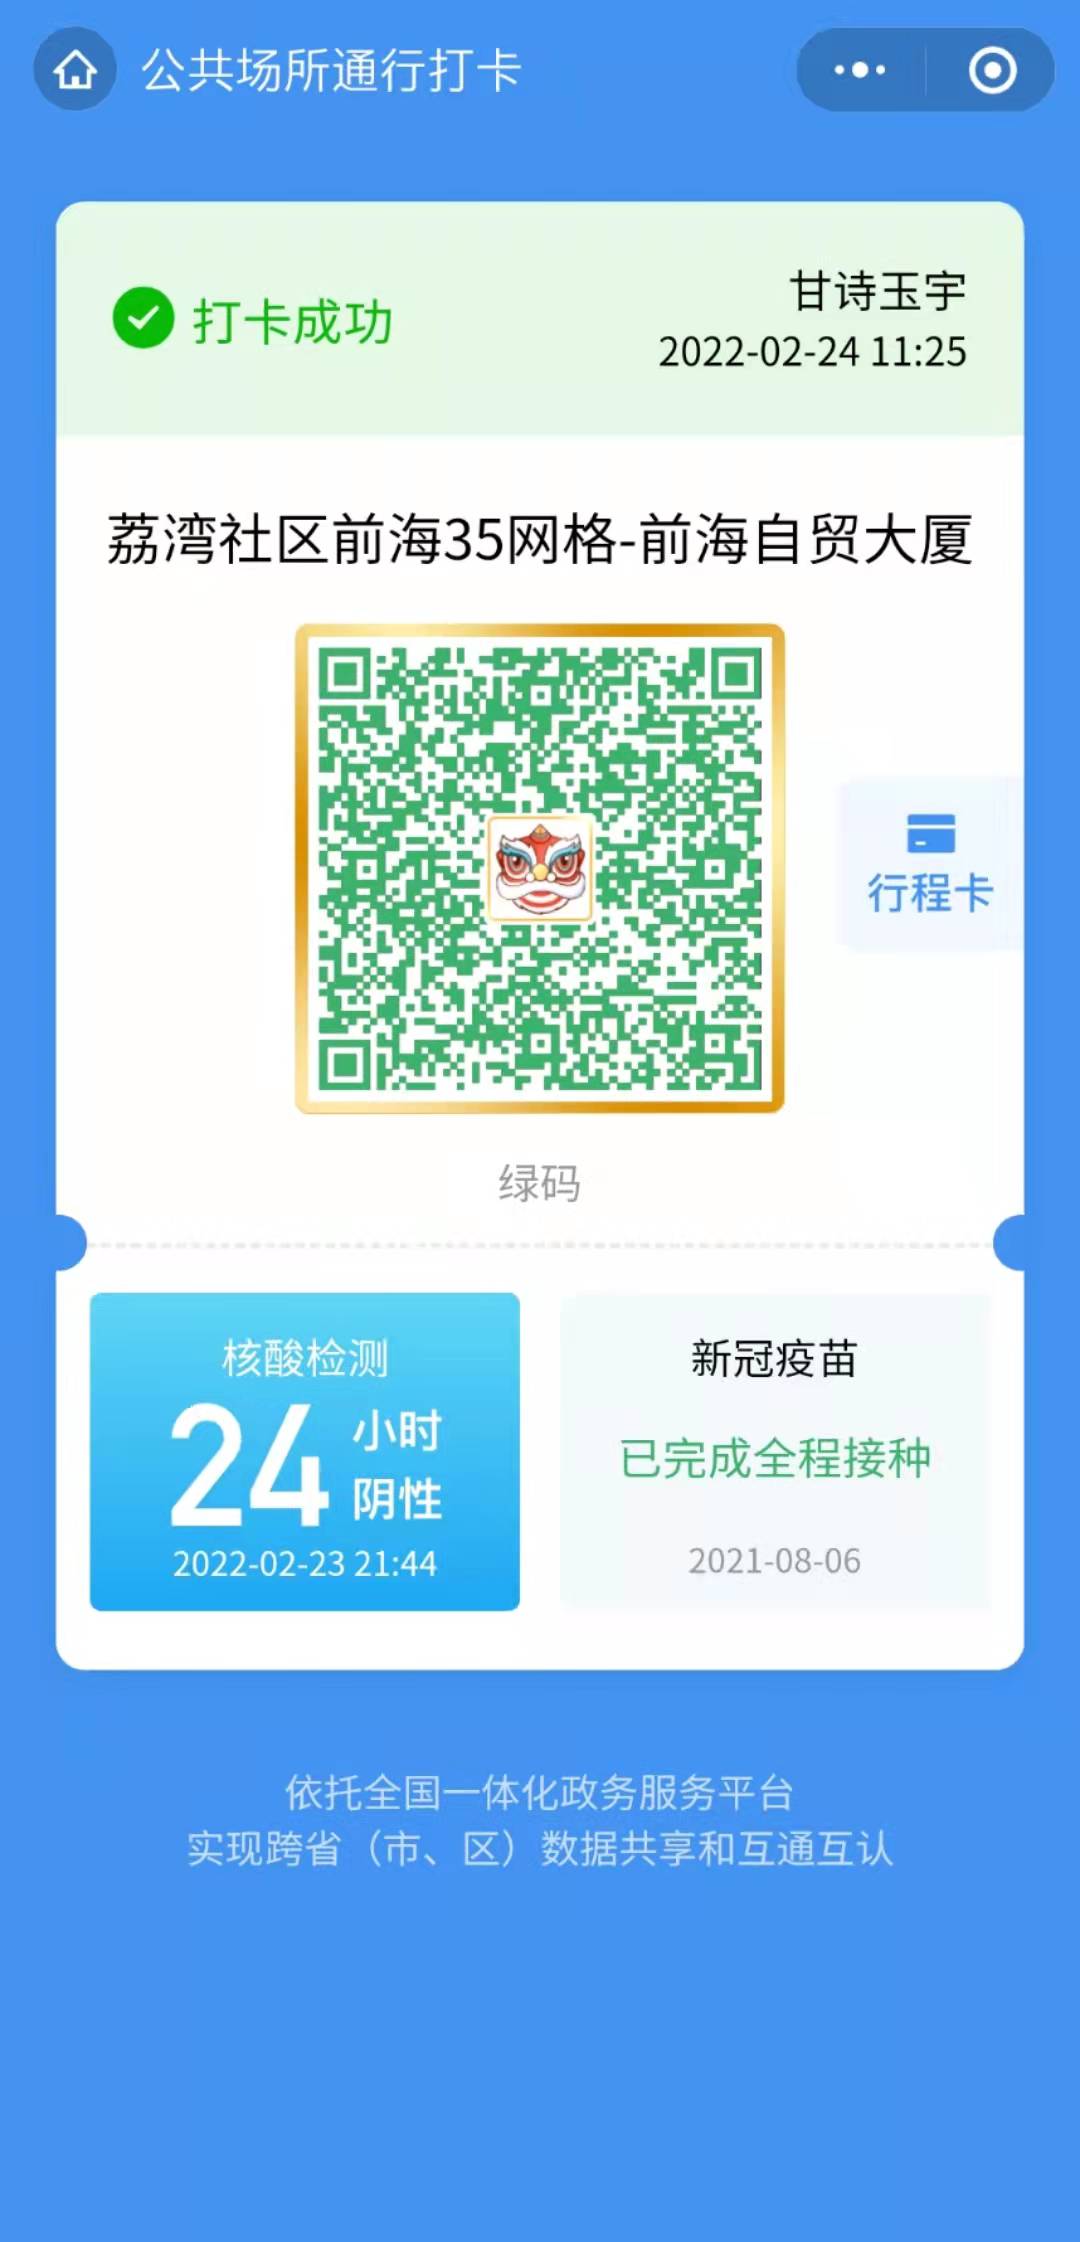 公共场所通行打卡
打卡成功
甘诗玉宇
2022-02-24 11:25
荔湾社区前海35网格-前海自贸大厦
行程卡
绿码
核酸检测
24 小时
阴性
2022-02-23 21:44
新冠疫苗
已完成全程接种
2021-08-06
依托全国一体化政务服务平台
实现跨省（市、区）数据共享和互通互认